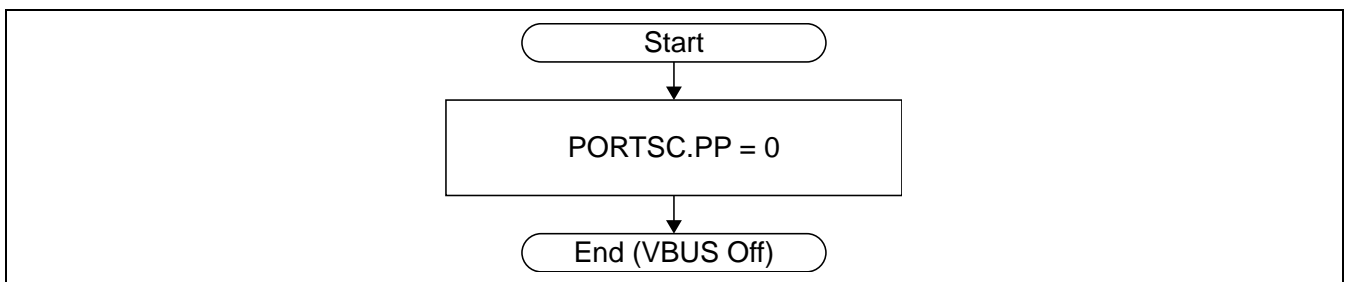 Start
PORTSC.PP = 0
End (VBUS Off)